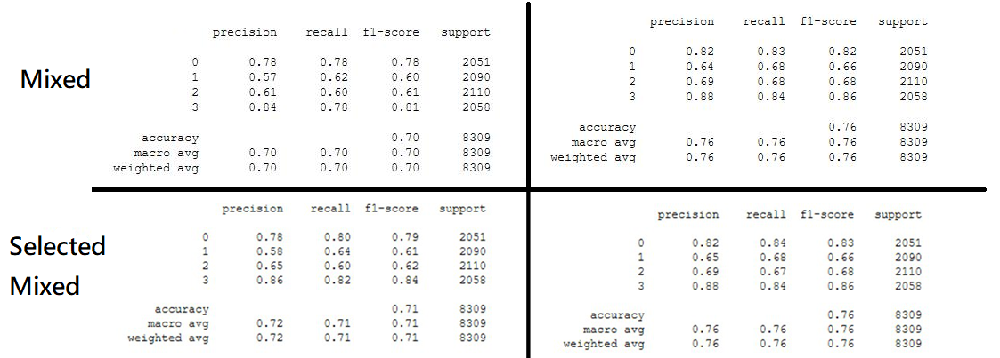 Mixed
precision recall f1-score support
0 0.78 0.78 0.78 2051
1 0.57 0.62 0.60 2090
2 0.61 0.60 0.61 2110
3 0.84 0.78 0.81 2058
accuracy 0.70 8309
macro avg 0.70 0.70 0.70 8309
weighted avg 0.70 0.70 0.70 8309
precision recall f1-score support
0 0.82 0.83 0.82 2051
1 0.64 0.68 0.66 2090
2 0.69 0.68 0.68 2110
3 0.88 0.84 0.86 2058
accuracy 0.76 8309
macro avg 0.76 0.76 0.76 8309
weighted avg 0.76 0.76 0.76 8309
Selected
Mixed
precision recall f1-score support
0 0.78 0.80 0.79 2051
1 0.58 0.64 0.61 2090
2 0.65 0.60 0.62 2110
3 0.86 0.82 0.84 2058
accuracy 0.71 8309
macro avg 0.72 0.71 0.71 8309
weighted avg 0.72 0.71 0.71 8309
precision recall f1-score support
0 0.82 0.84 0.83 2051
1 0.65 0.68 0.66 2090
2 0.69 0.67 0.68 2110
3 0.88 0.84 0.86 2058
accuracy 0.76 8309
macro avg 0.76 0.76 0.76 8309
weighted avg 0.76 0.76 0.76 8309